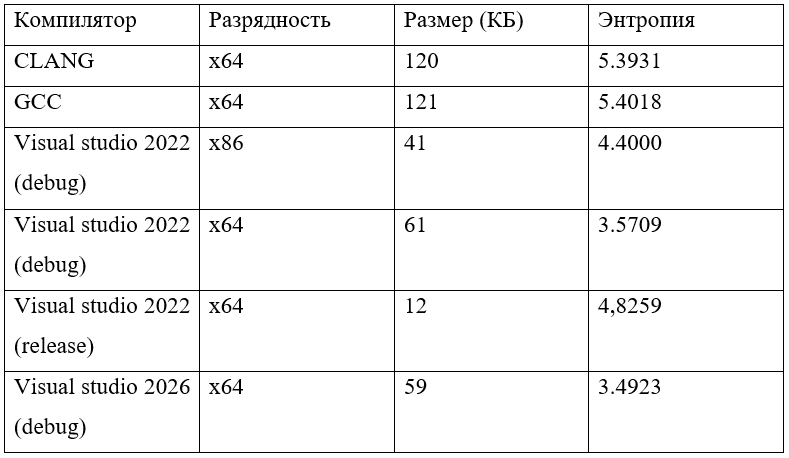 Компилятор Разрядность Размер (КБ) Энтропия
CLANG x64 120 5.3931
GCC x64 121 5.4018
Visual studio 2022 x86 41 4.4000
(debug)
Visual studio 2022 x64 61 3.5709
(debug)
Visual studio 2022 x64 12 4,8259
(release)
Visual studio 2026 x64 59 3.4923
(debug)